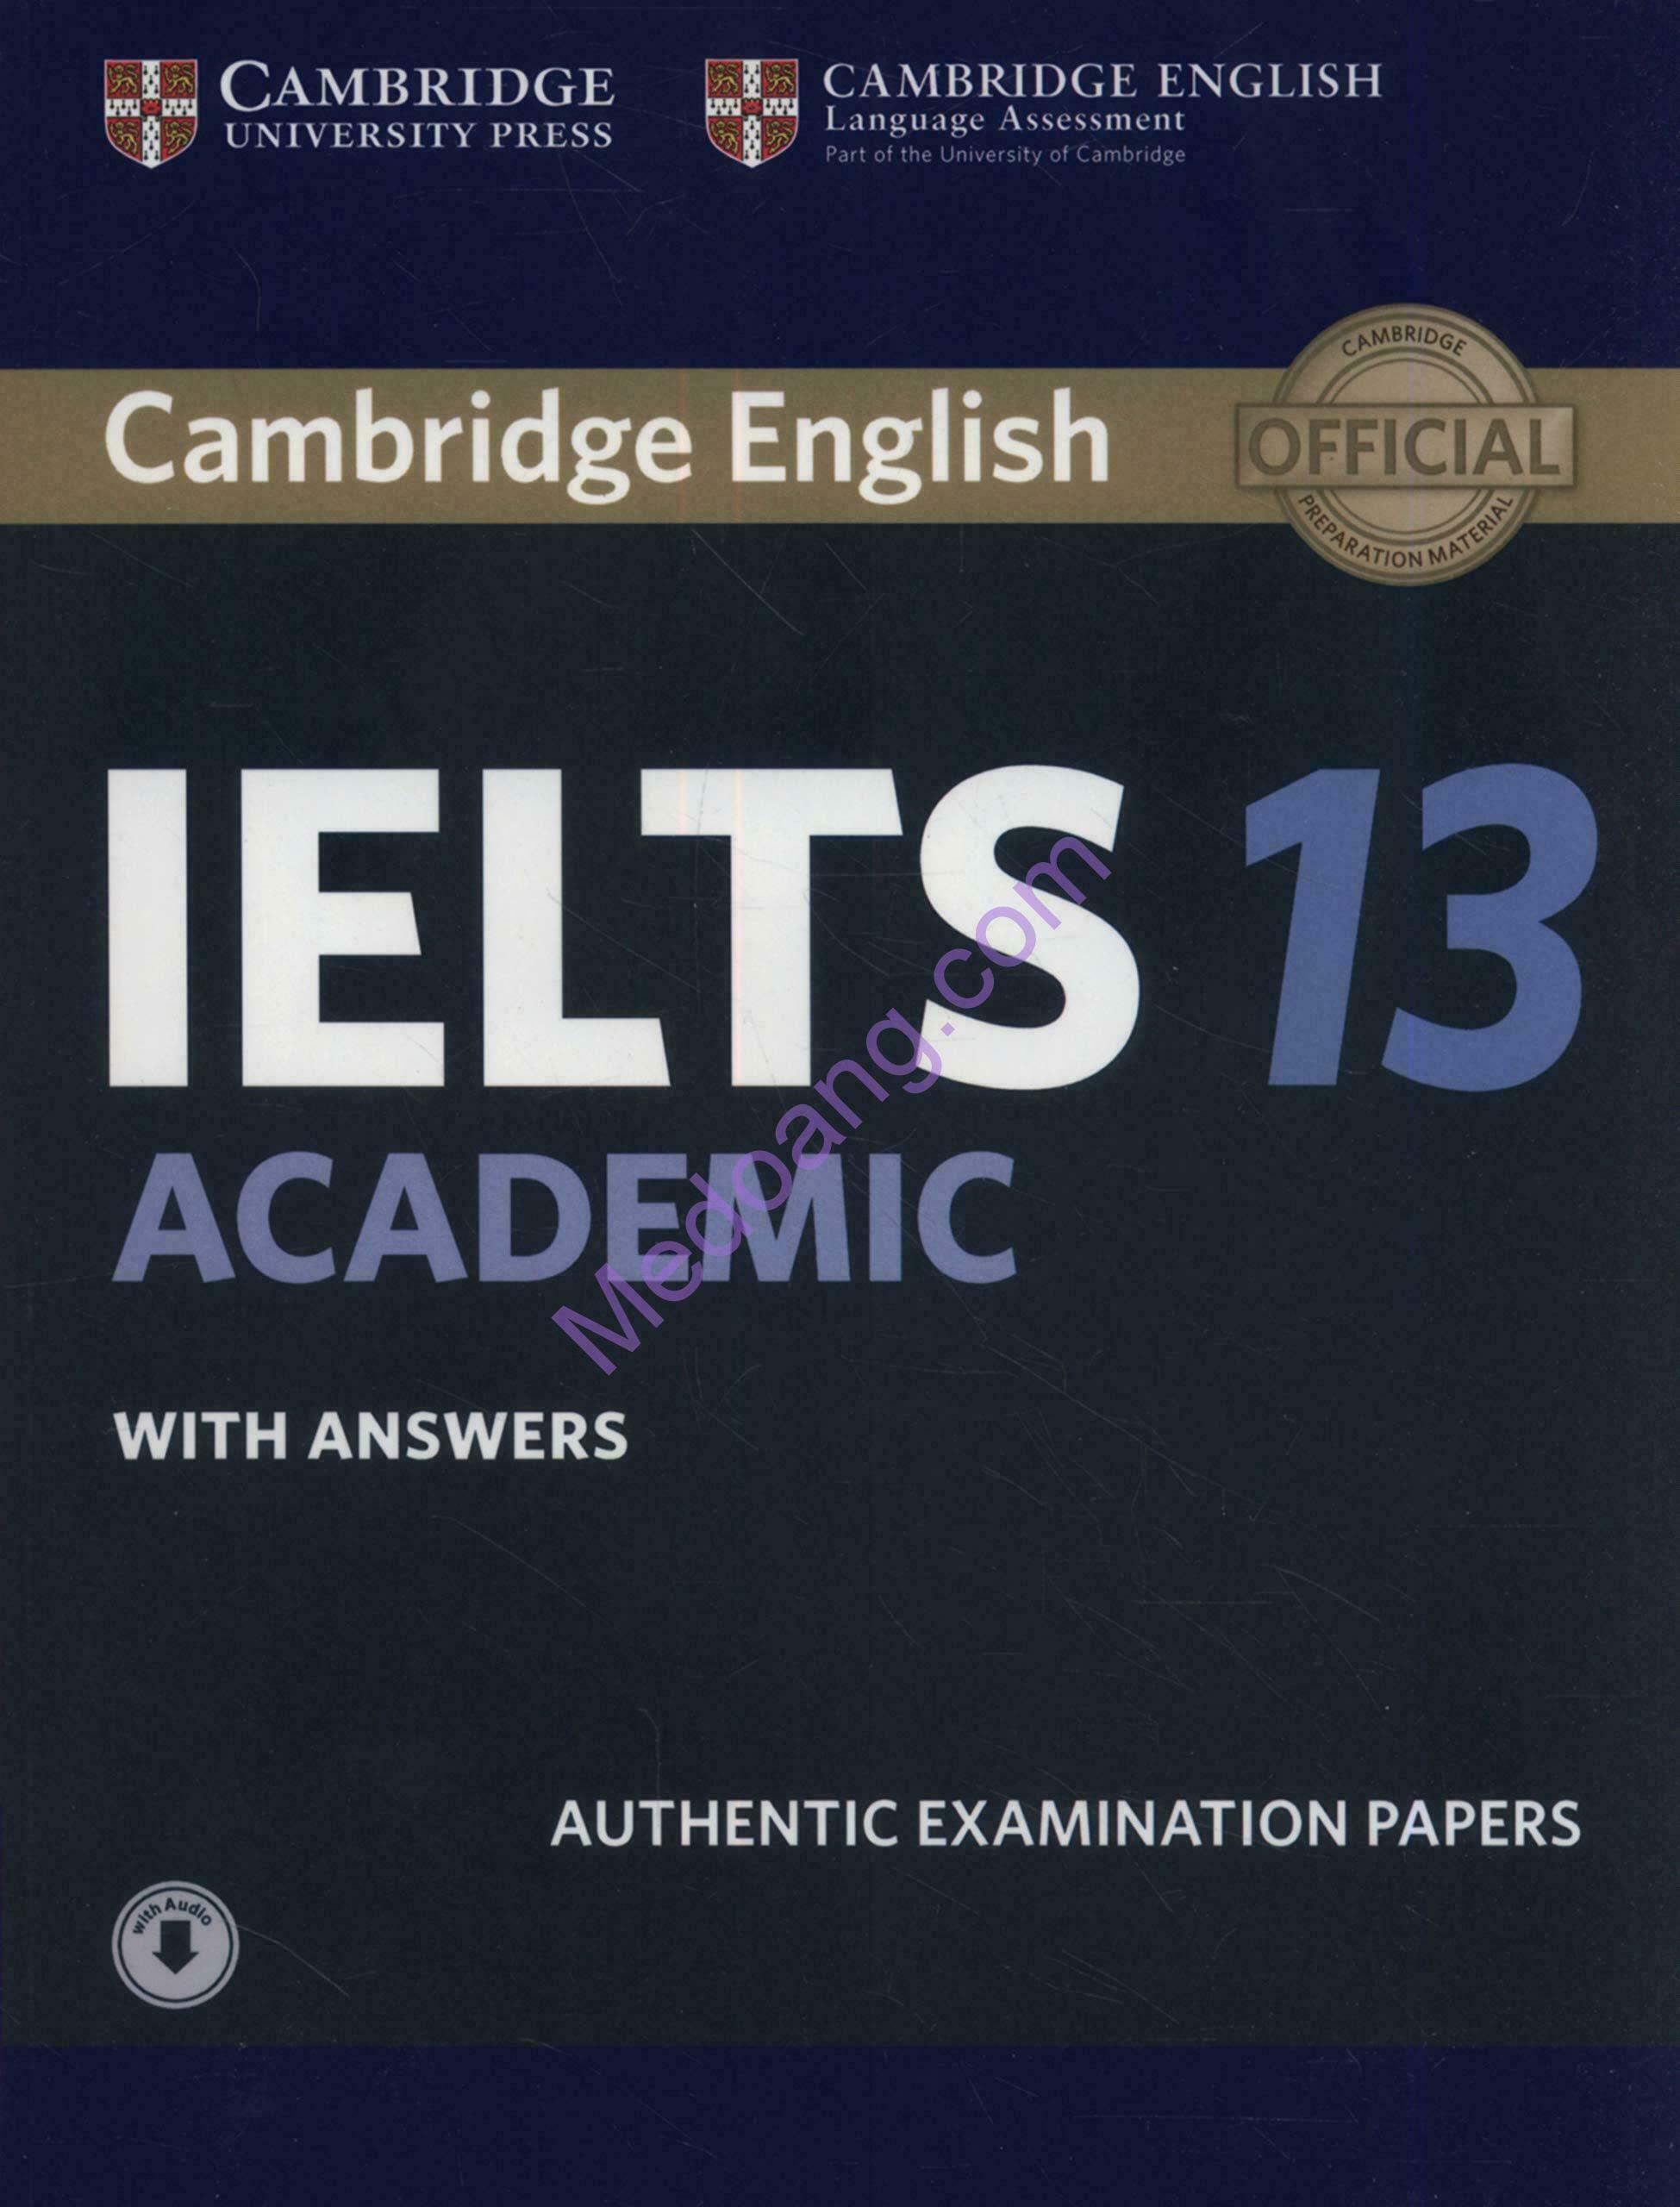 CAMBRIDGE
UNIVERSITY PRESS
CAMBRIDGE ENGLISH
Language Assessment
Part of the University of Cambridge
Cambridge English
CAMBRIDGE
OFFICIAL
PREPARATION MATERIAL
IELTS 13
ACADEMIC
Medoang.com
WITH ANSWERS
AUTHENTIC EXAMINATION PAPERS
with Audio